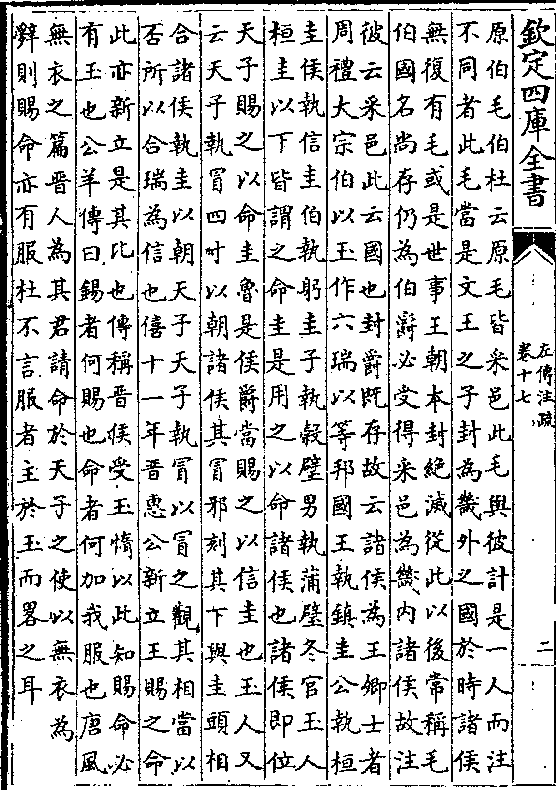 欽定四庫全書
左傳注疏
卷十七
二
原伯毛伯杜云原毛皆采邑此毛與彼計是一人而注
不同者此毛當是文王之子封為畿外之國於時諸侯
無復有毛或是世事王朝本封絕滅從此以後常稱毛
伯國名尚存仍為伯爵必受得采邑為畿内諸侯故注
彼云采邑此云國也封爵既存故云諸侯為王卿士者
周禮大宗伯以玉作六瑞以等邦國王執鎮圭公執桓
圭侯執信圭伯執躬圭子執穀璧男執蒲璧冬官玉人
桓圭以下皆謂之命圭是用之以命諸侯也諸侯即位
天子賜之以命圭魯是侯爵當賜之以信圭也玉人又
云天子執冒四寸以朝諸侯其冒邪刻其下與圭頭相
合諸侯執圭以朝天子天子執冒以冒之觀其相當以
否所以合瑞為信也僖十一年晋惠公新立王賜之命
此亦新立是其比也傳稱晋侯受玉惰以此知賜命必
有玉也公羊傳曰錫者何賜也命者何加我服也唐風
無衣之篇晋人為其君請命於天子之使以無衣為
辭則賜命亦有服杜不言服者主於玉而畧之耳